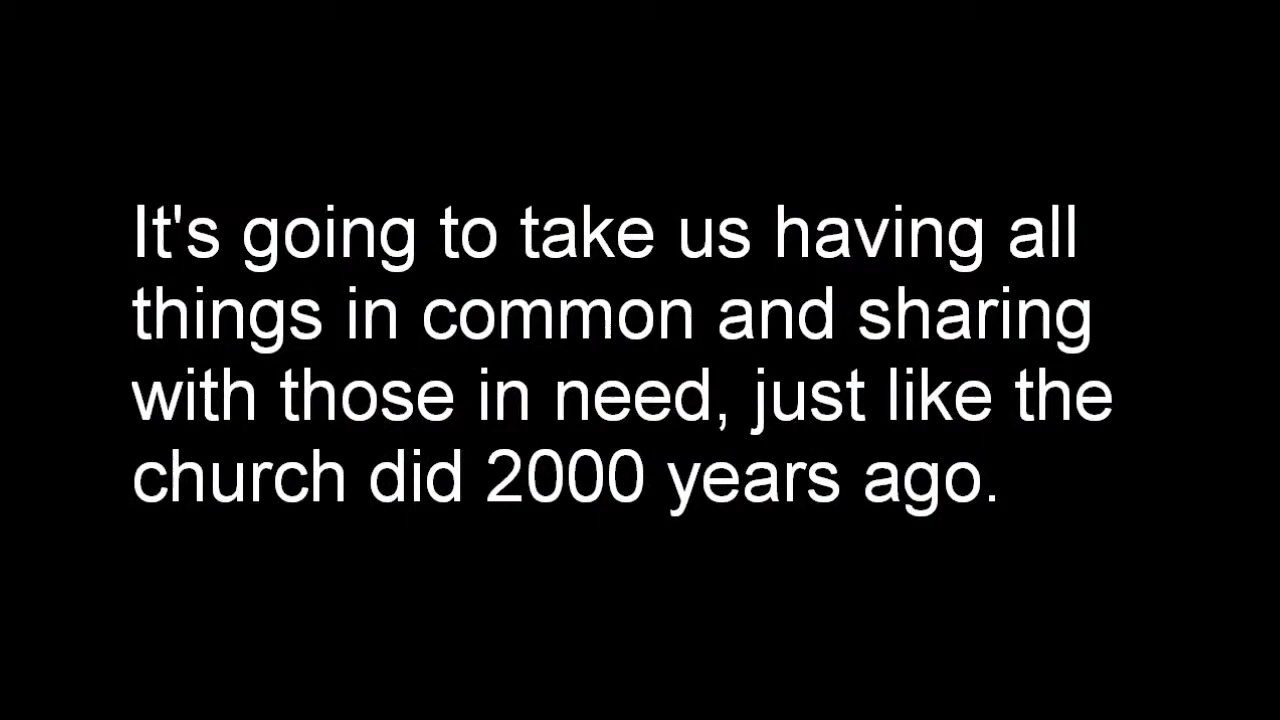 It's going to take us having all
things in common and sharing
with those in need, just like the
church did 2000 years ago.